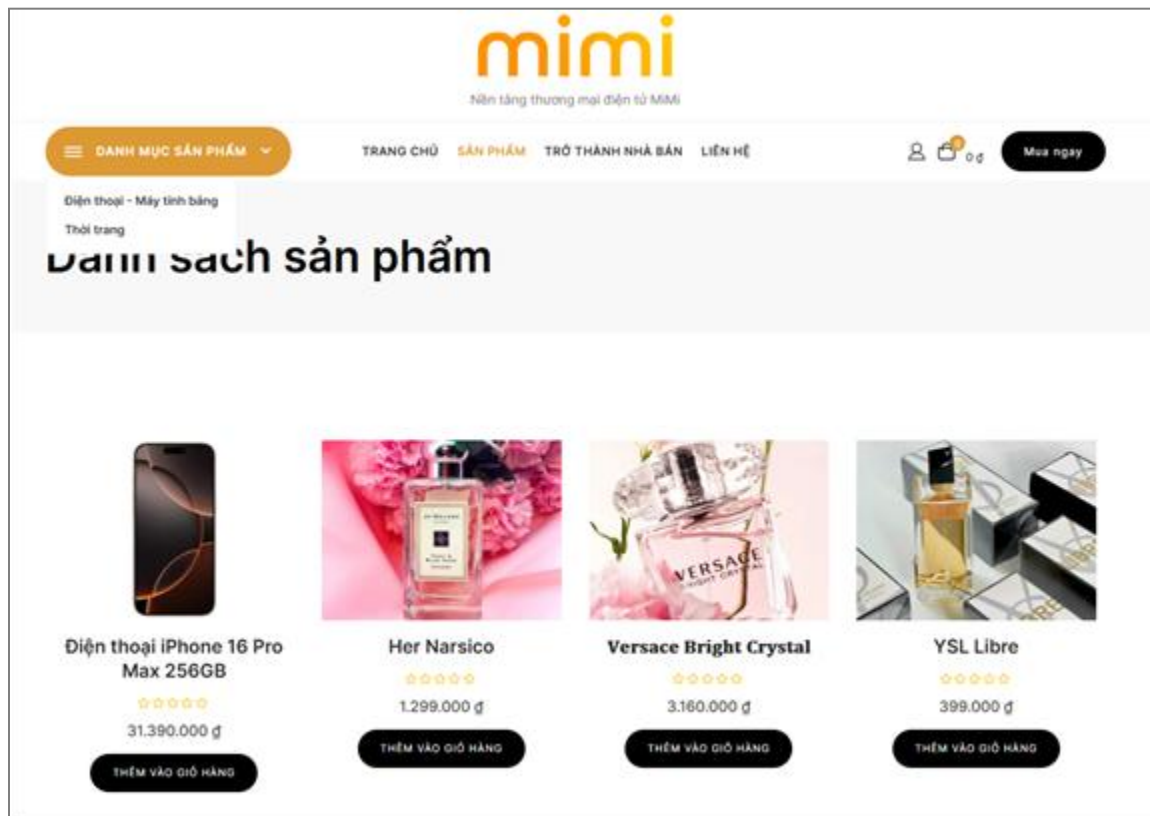 mimi
Nền tảng thương mại điện tử MiMi
DANH MỤC SẢN PHẨM
TRANG CHỦ SẢN PHẨM TRỞ THÀNH NHÀ BÁN LIÊN HỆ
0 ₫
Mua ngay
Điện thoại - Máy tính bảng
Thời trang
Danh sách sản phẩm
VERSACE
BRIGHT CRYSTAL
Điện thoại iPhone 16 Pro
Max 256GB
31.390.000 ₫
THÊM VÀO GIỎ HÀNG
Her Narsico
1.299.000 ₫
THÊM VÀO GIỎ HÀNG
Versace Bright Crystal
3.160.000 ₫
THÊM VÀO GIỎ HÀNG
YSL Libre
399.000 ₫
THÊM VÀO GIỎ HÀNG